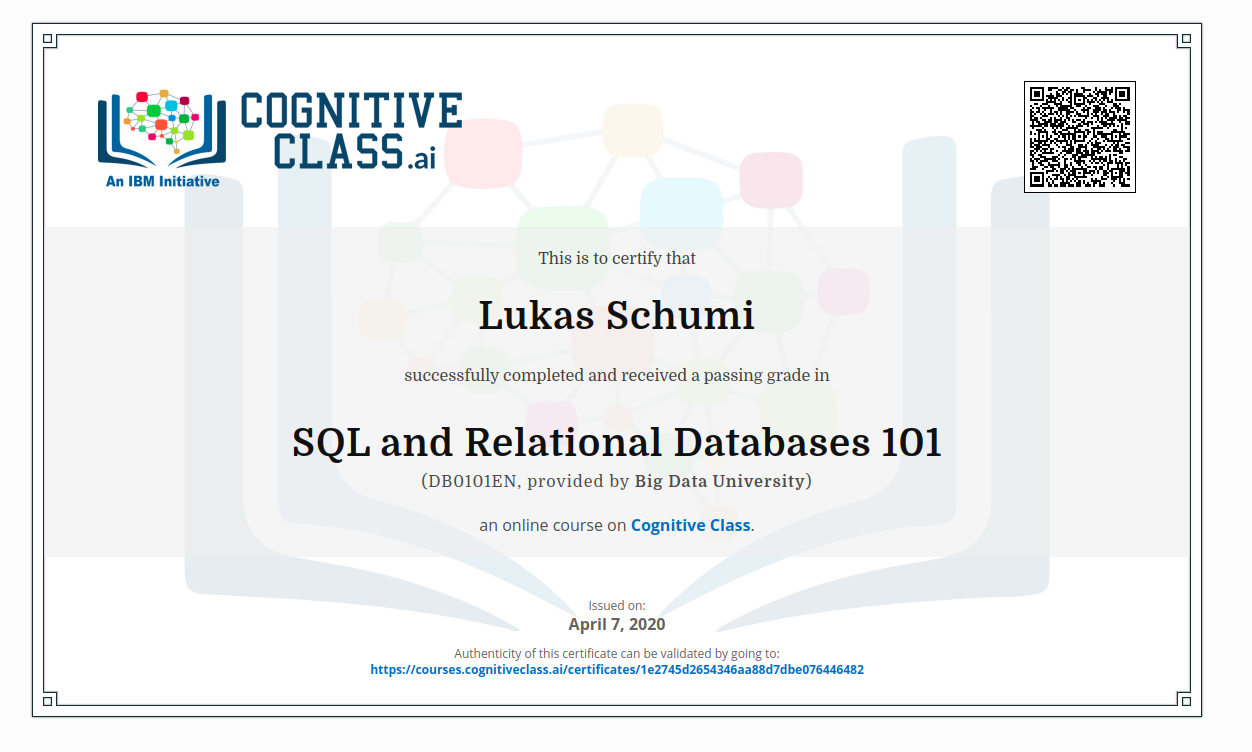 COGNITIVE
CLASS.ai
An IBM Initiative
This is to certify that
Lukas Schumi
successfully completed and received a passing grade in
SQL and Relational Databases 101
(DB0101EN, provided by Big Data University)
an online course on Cognitive Class.
Issued on:
April 7, 2020
Authenticity of this certificate can be validated by going to:
https://courses.cognitiveclass.ai/certificates/1e2745d2654346aa88d7dbe076446482